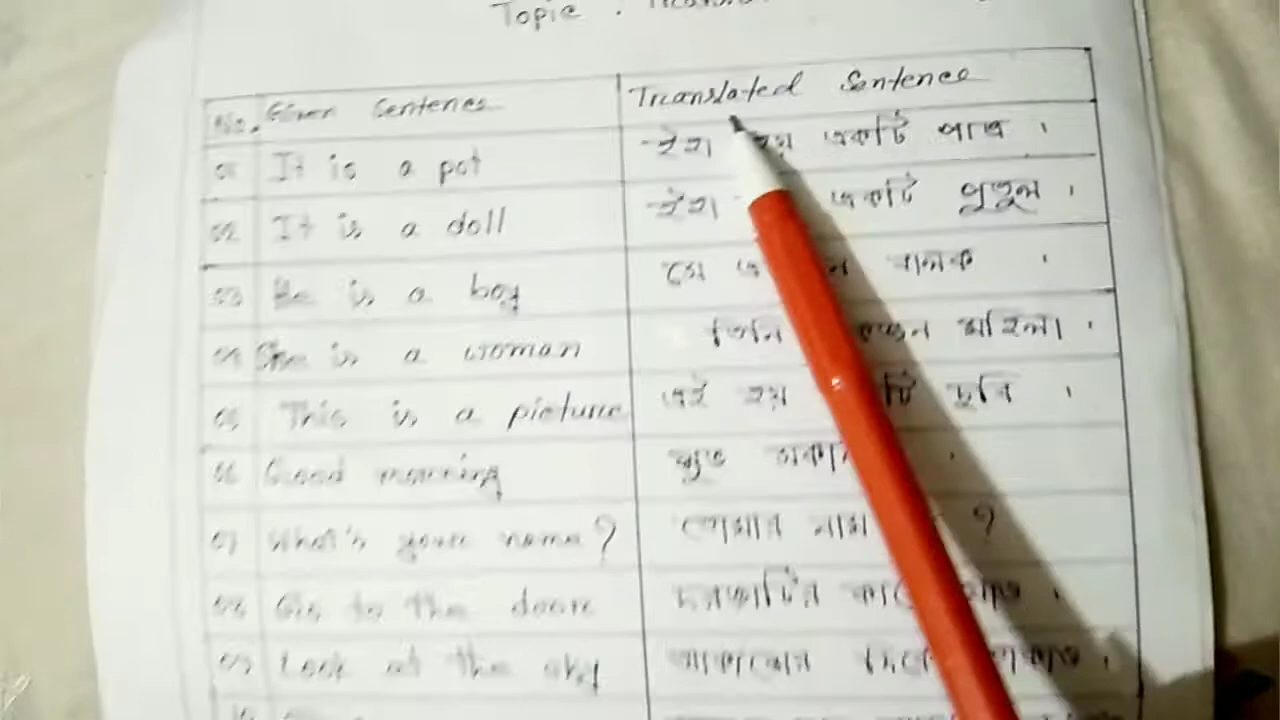 Topic :
No. Given Sentence Translated Sentence
01 It is a pot ইহা হয় একটি পাত্র ।
02 It is a doll ইহা একটি পুতুল ।
03 He is a boy সে বালক ।
04 She is a woman তিনি মহিলা ।
05 This is a picture এই হয় ছবি ।
06 Good morning শুভ
07 What's your name? তোমার নাম ?
08 Go to the door দরজাটির কাছে যাও ।
09 Look at the sky আকাশের